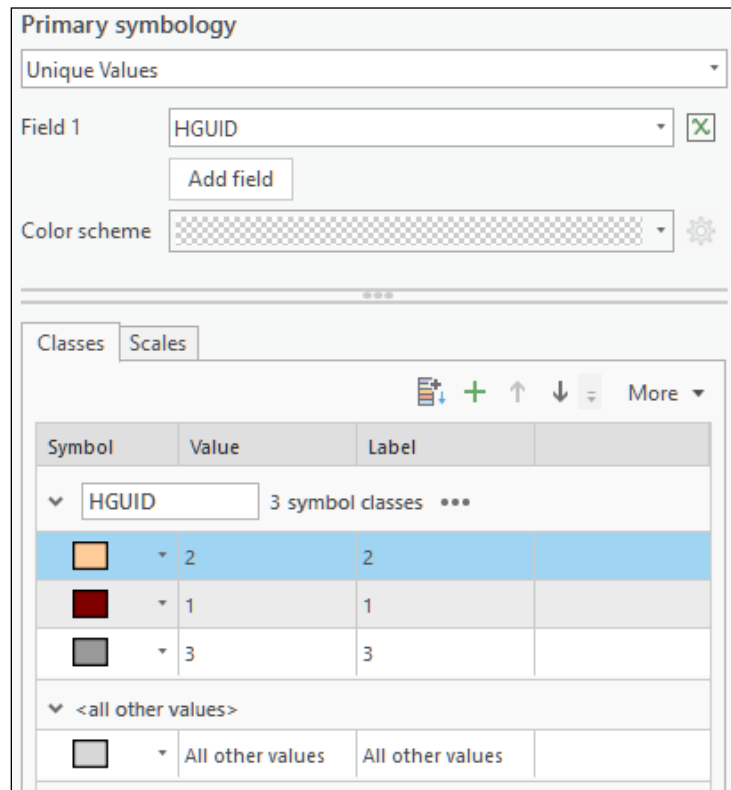 Primary symbology
Unique Values
Field 1 HGUID
Add field
Color scheme
Classes Scales
More
Symbol Value Label
HGUID 3 symbol classes
2 2
1 1
3 3
<all other values>
All other values All other values